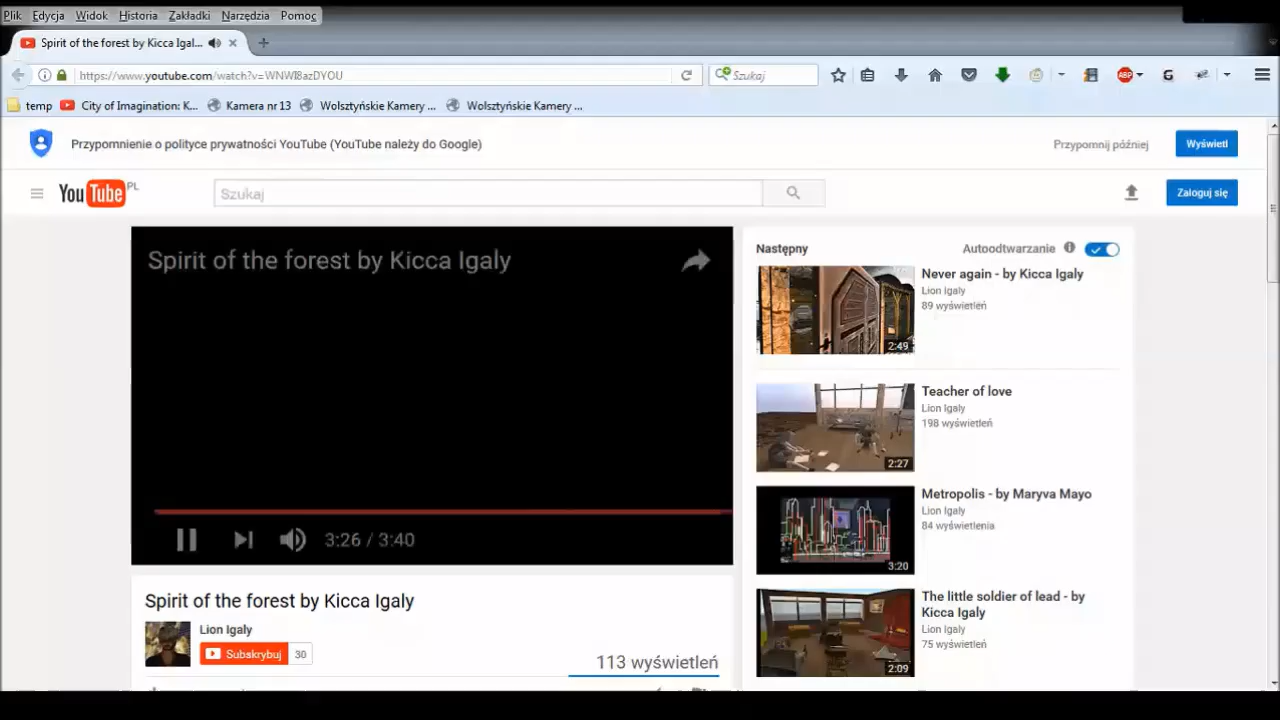 Plik Edycja Widok Historia Zakładki Narzędzia Pomoc
Spirit of the forest by Kicca Igal...
https://www.youtube.com/watch?v=WNWI8azDYOU
Szukaj
ABP
G
temp City of Imagination: K... Kamera nr 13 Wolsztyńskie Kamery ... Wolsztyńskie Kamery ...
Przypomnienie o polityce prywatności YouTube (YouTube należy do Google)
Przypomnij później
Wyświetl
YouTube PL
Szukaj
Zaloguj się
Spirit of the forest by Kicca Igaly
3:26 / 3:40
Spirit of the forest by Kicca Igaly
Lion Igaly
Subskrybuj 30
113 wyświetleń
Następny
Autoodtwarzanie
Never again - by Kicca Igaly
Lion Igaly
89 wyświetleń
2:49
Teacher of love
Lion Igaly
198 wyświetleń
2:27
Metropolis - by Maryva Mayo
Lion Igaly
84 wyświetlenia
3:20
The little soldier of lead - by
Kicca Igaly
Lion Igaly
75 wyświetleń
2:09